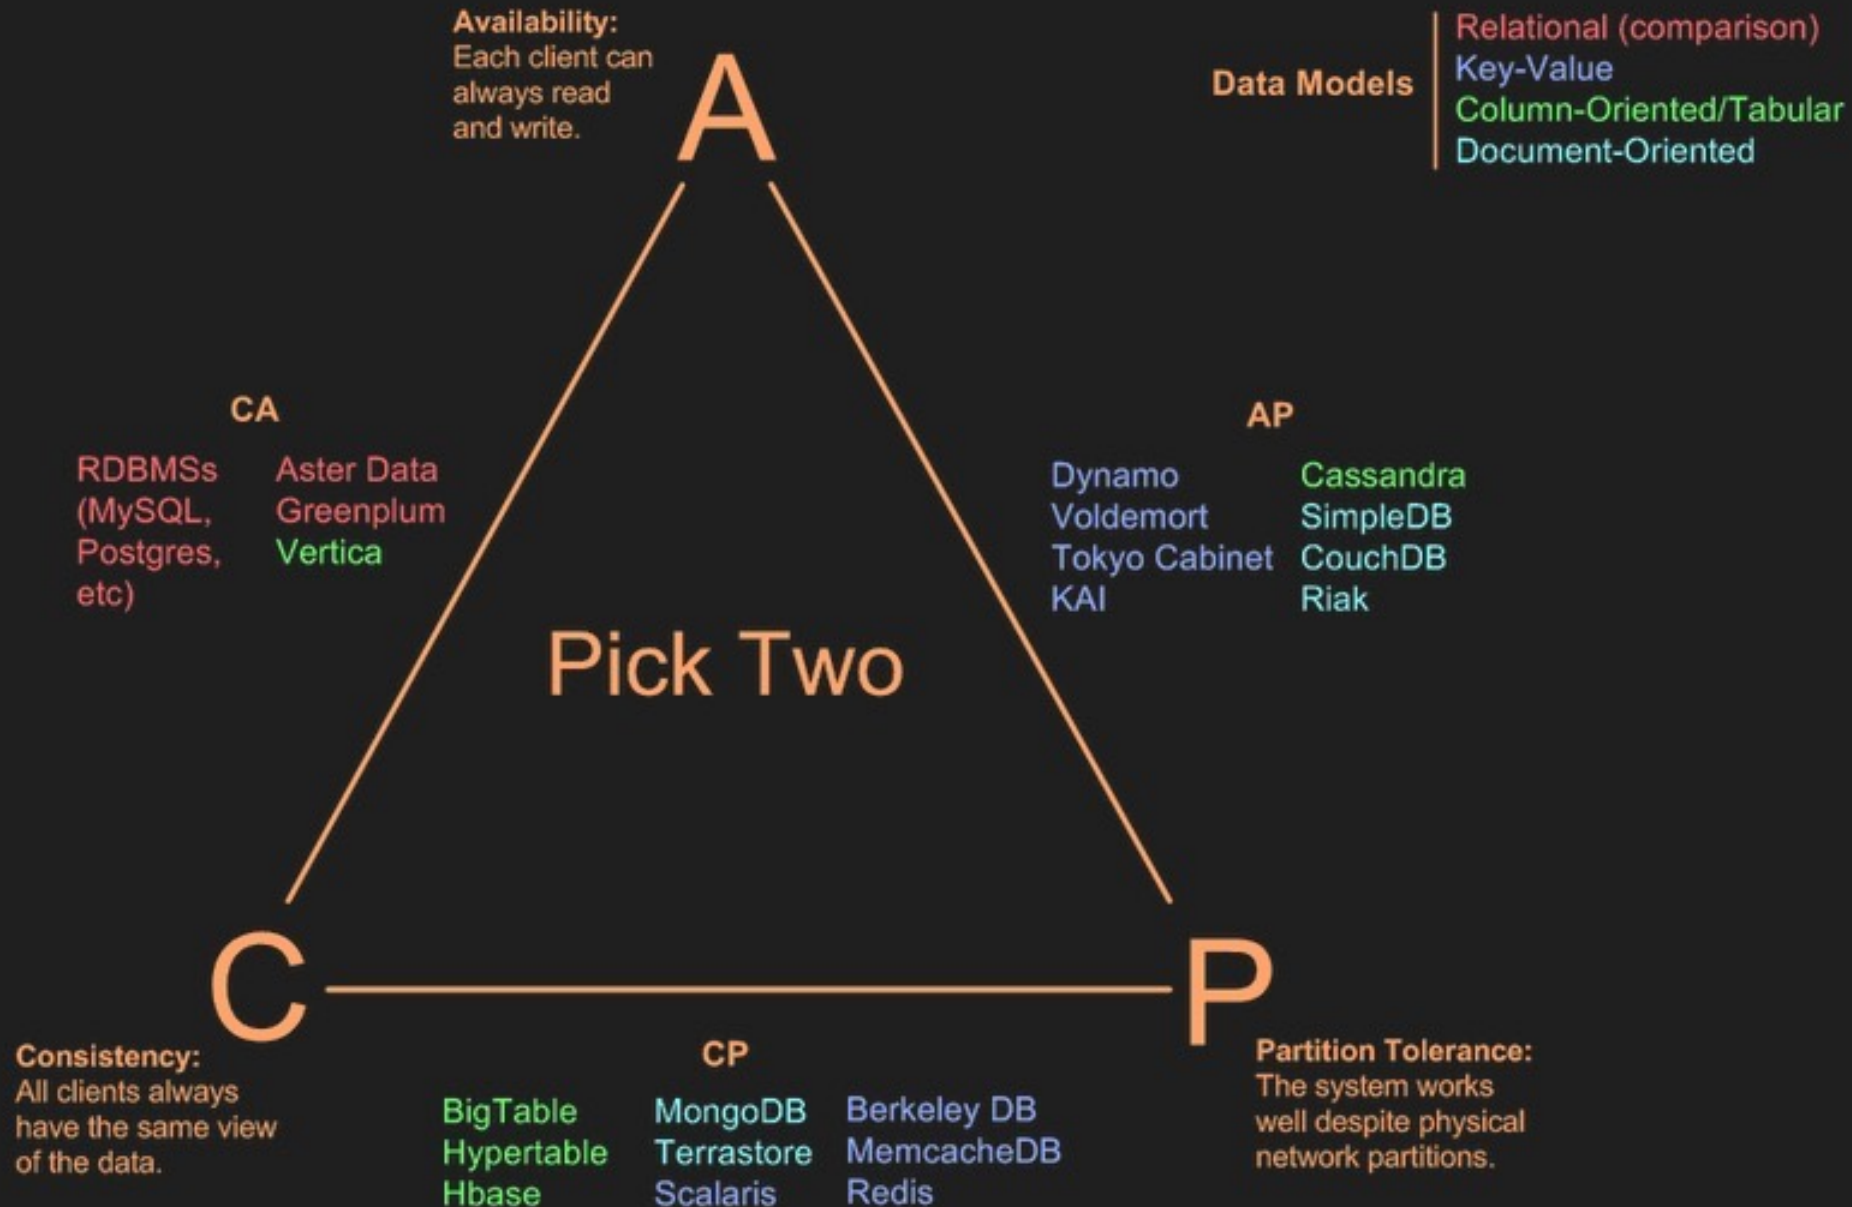 Availability:
Each client can
always read
and write.
A
Data Models
Relational (comparison)
Key-Value
Column-Oriented/Tabular
Document-Oriented
CA
RDBMSs
(MySQL,
Postgres,
etc)
Aster Data
Greenplum
Vertica
AP
Dynamo
Voldemort
Tokyo Cabinet
KAI
Cassandra
SimpleDB
CouchDB
Riak
Pick Two
C
P
Consistency:
All clients always
have the same view
of the data.
CP
BigTable
Hypertable
Hbase
MongoDB
Terrastore
Scalaris
Berkeley DB
MemcacheDB
Redis
Partition Tolerance:
The system works
well despite physical
network partitions.